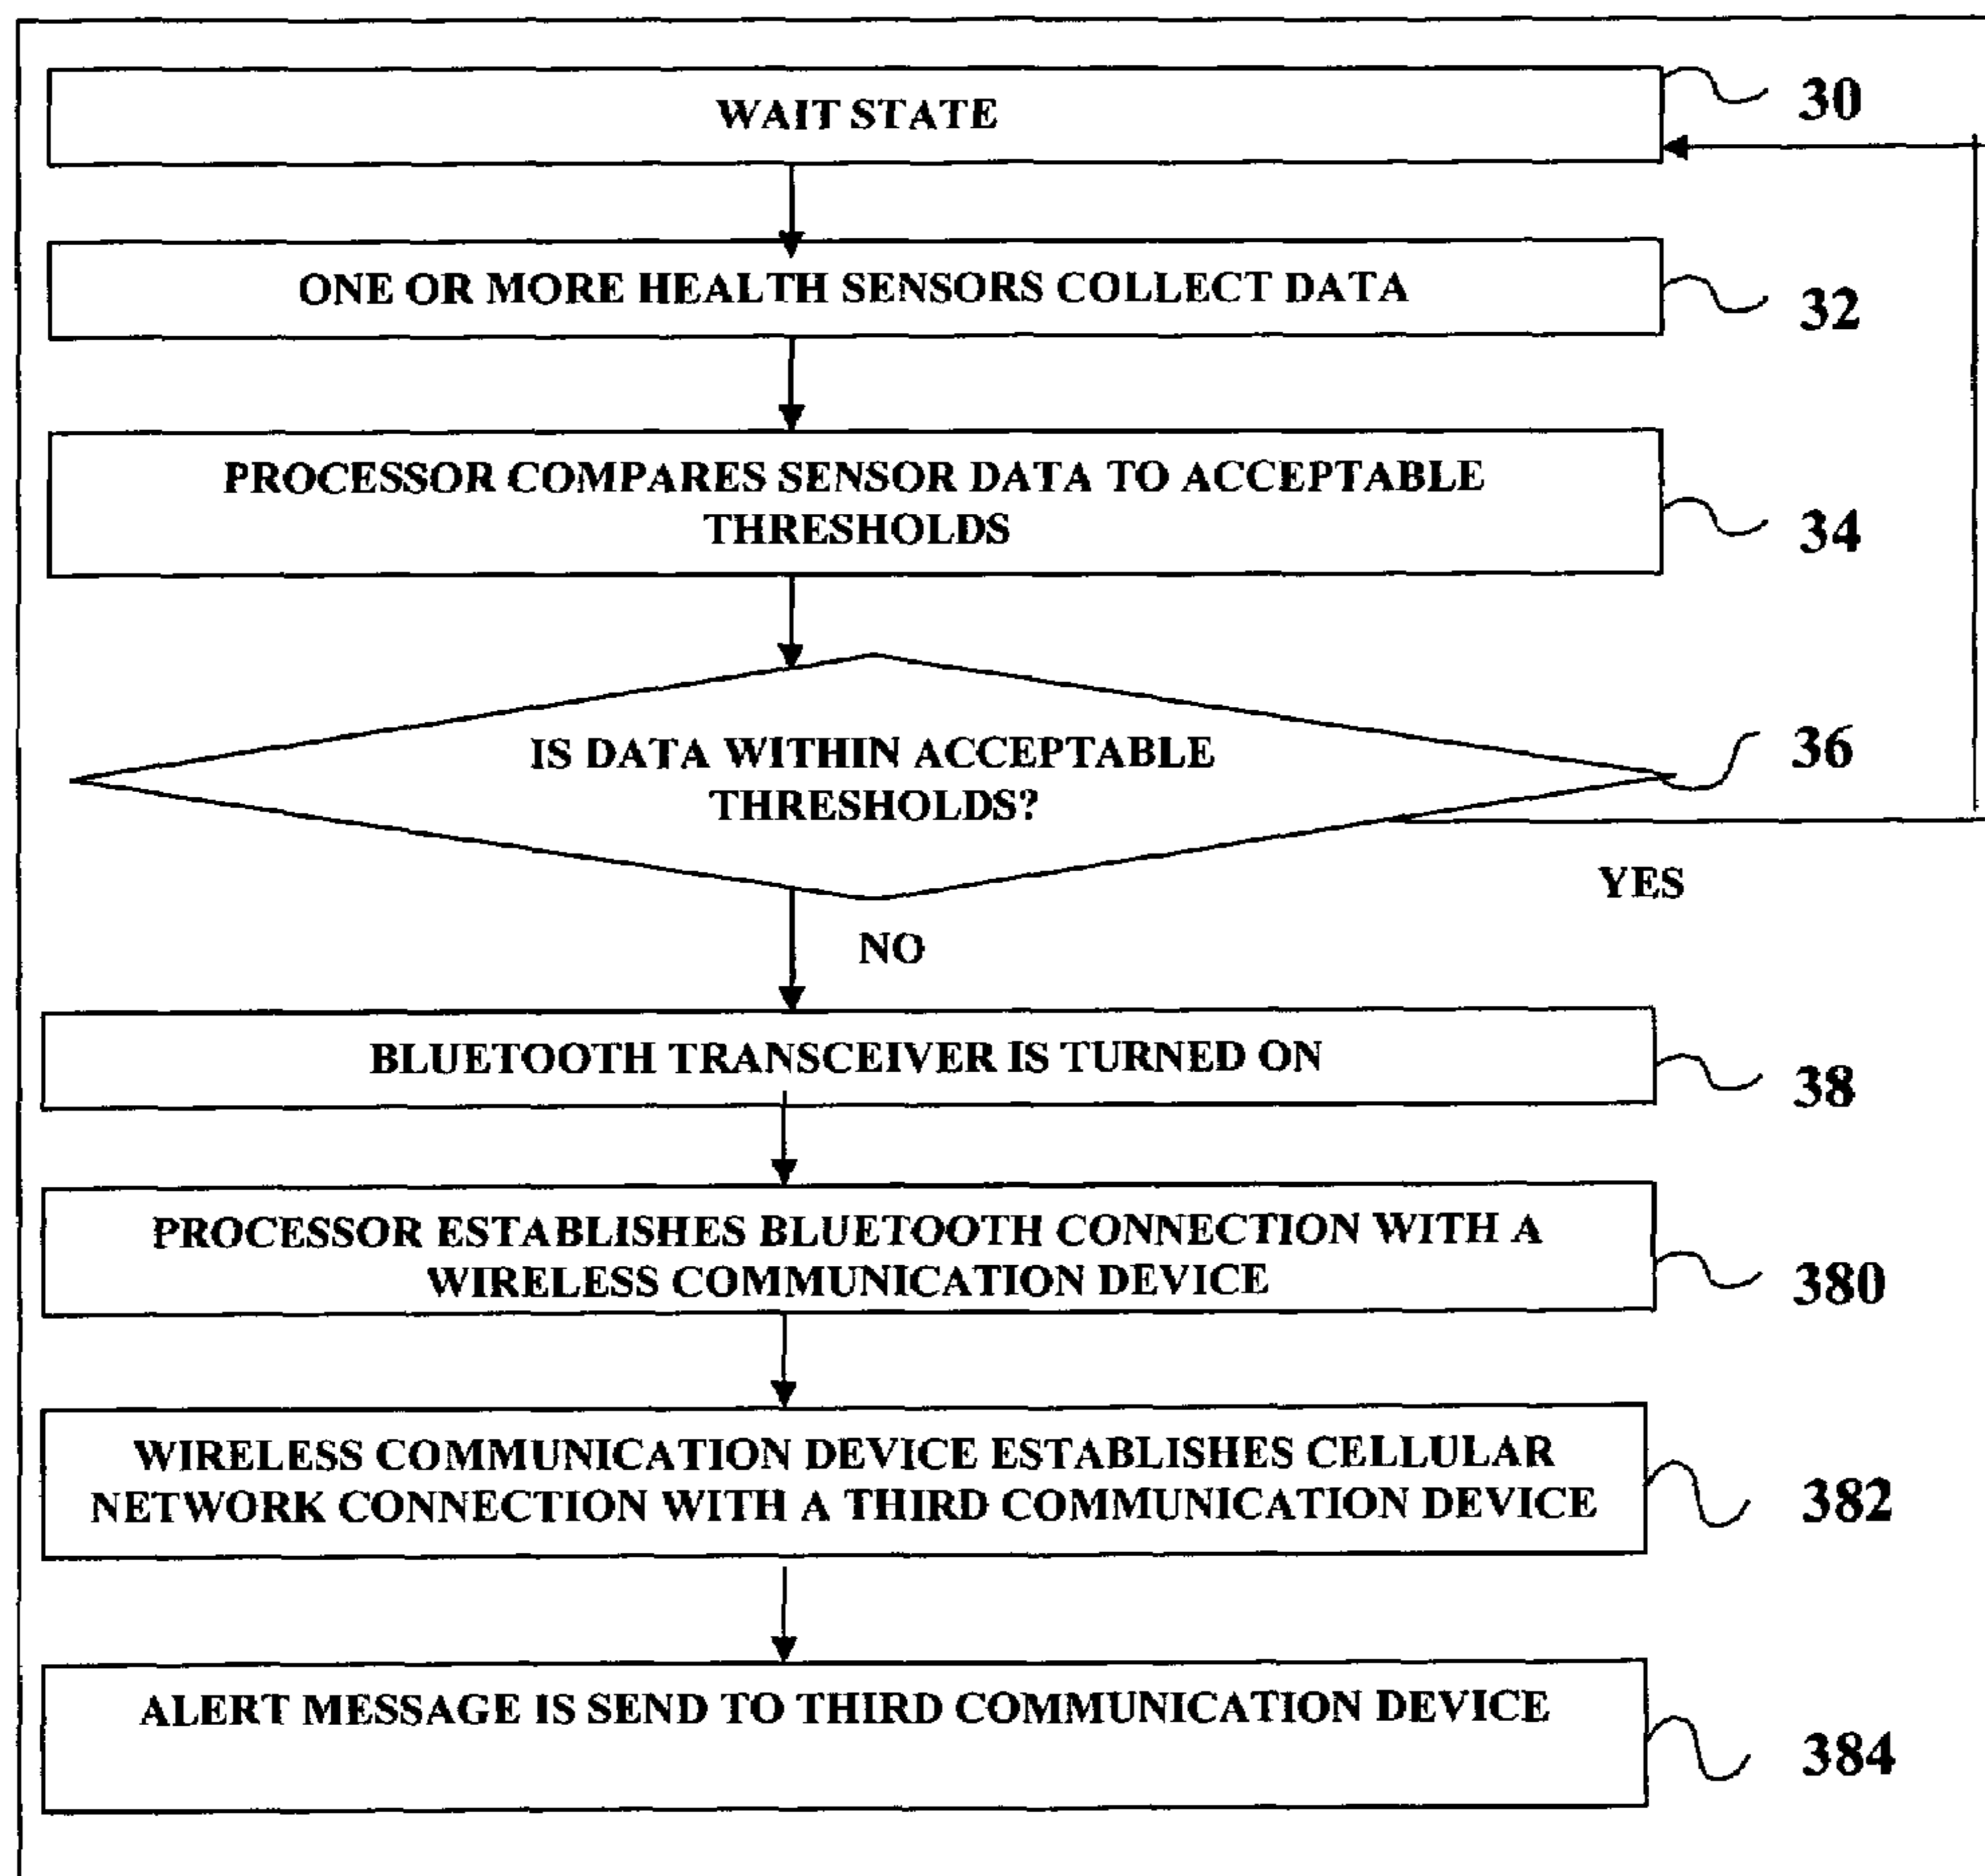 WAIT STATE
30
ONE OR MORE HEALTH SENSORS COLLECT DATA
32
PROCESSOR COMPARES SENSOR DATA TO ACCEPTABLE
THRESHOLDS
34
IS DATA WITHIN ACCEPTABLE
THRESHOLDS?
36
YES
NO
BLUETOOTH TRANSCEIVER IS TURNED ON
38
PROCESSOR ESTABLISHES BLUETOOTH CONNECTION WITH A
WIRELESS COMMUNICATION DEVICE
380
WIRELESS COMMUNICATION DEVICE ESTABLISHES CELLULAR
NETWORK CONNECTION WITH A THIRD COMMUNICATION DEVICE
382
ALERT MESSAGE IS SEND TO THIRD COMMUNICATION DEVICE
384